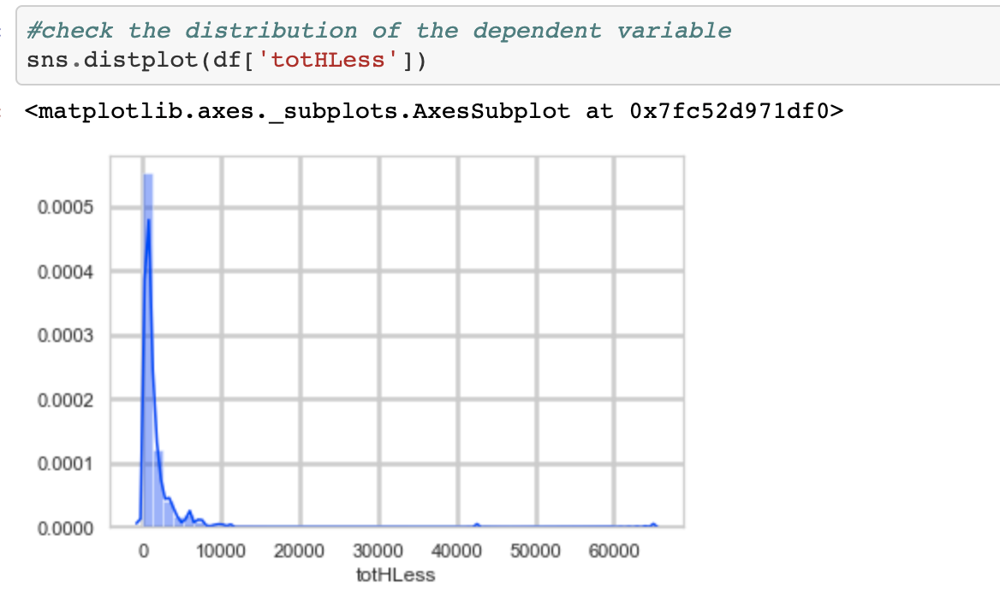 #check the distribution of the dependent variable
sns.distplot(df['totHLess'])
<matplotlib.axes._subplots.AxesSubplot at 0x7fc52d971df0>
0.0005
0.0004
0.0003
0.0002
0.0001
0.0000
0 10000 20000 30000 40000 50000 60000
totHLess